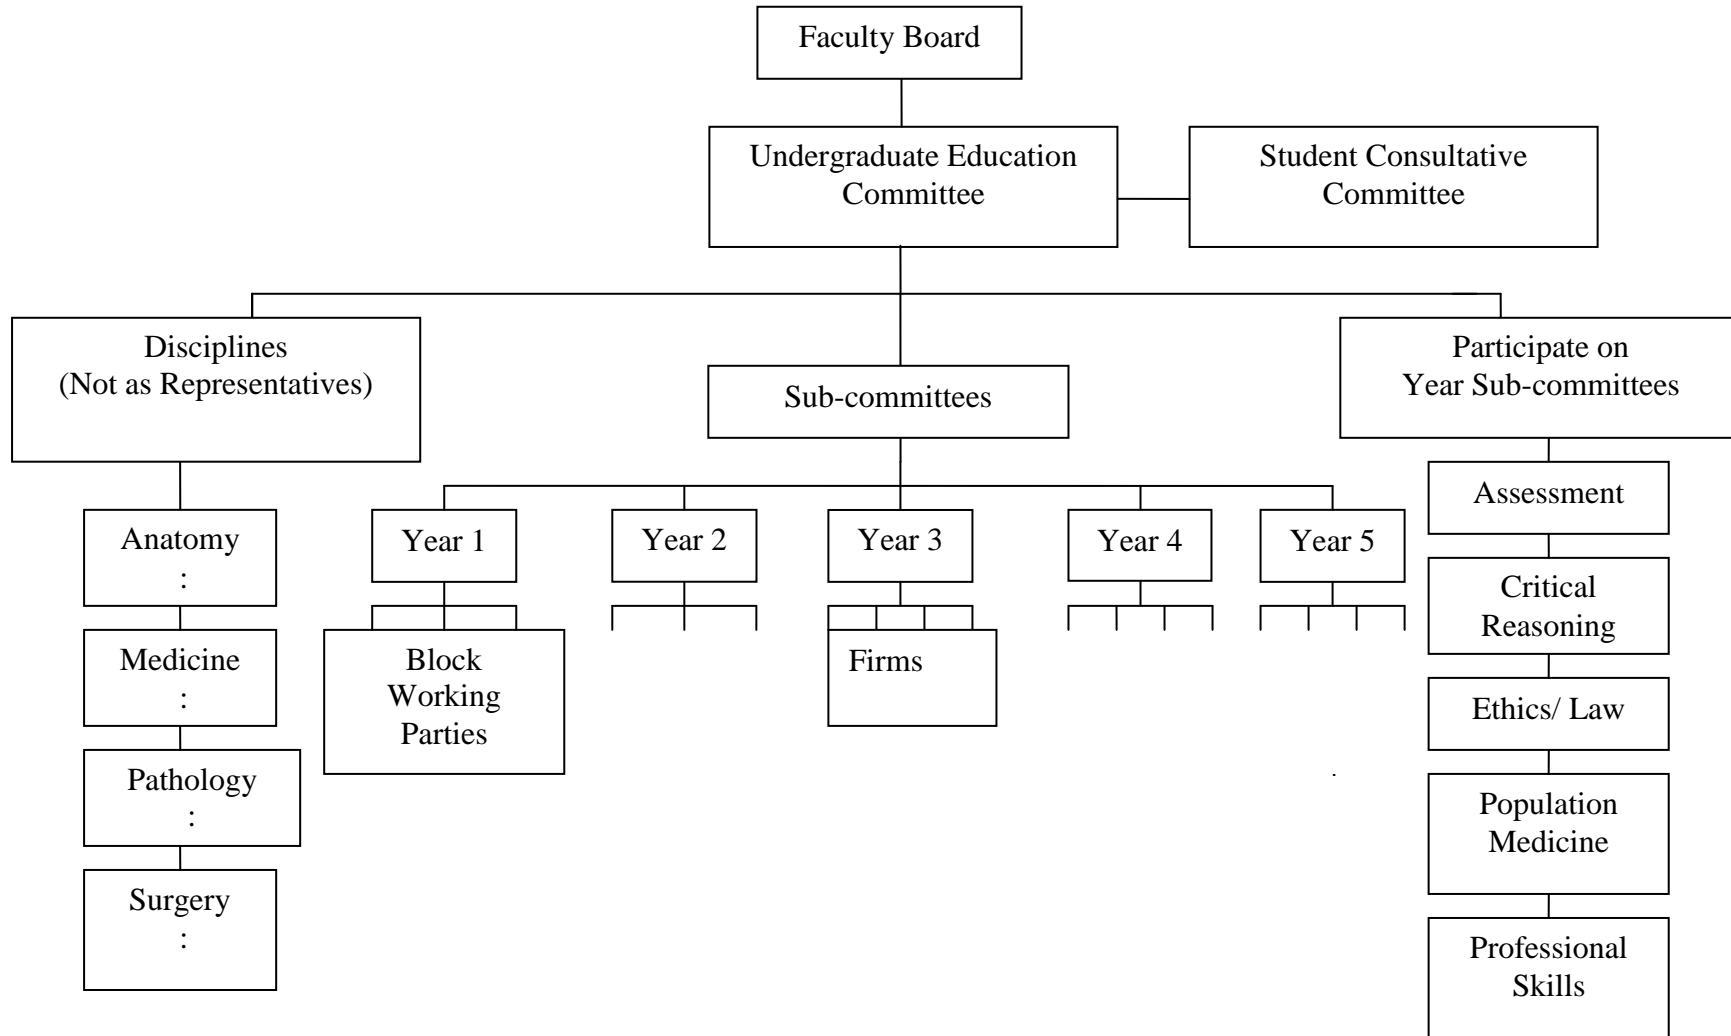 Faculty Board
Undergraduate Education
Committee
Student Consultative
Committee
Disciplines
(Not as Representatives)
Sub-committees
Participate on
Year Sub-committees
Anatomy
:
Medicine
:
Pathology
:
Surgery
:
Year 1
Year 2
Year 3
Year 4
Year 5
Block
Working
Parties
Firms
Assessment
Critical
Reasoning
Ethics/ Law
Population
Medicine
Professional
Skills